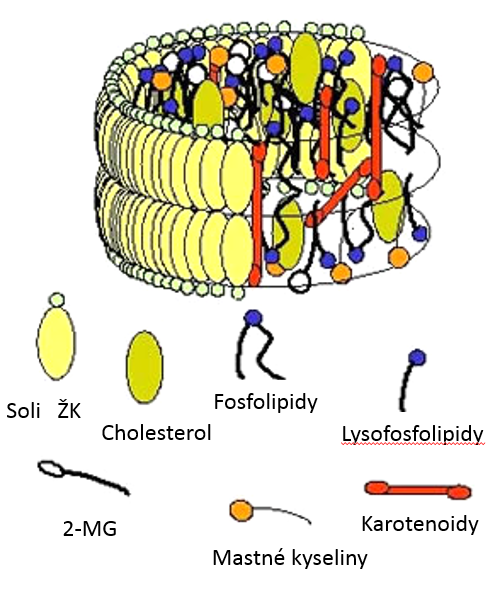 Soli ŽK
Cholesterol
Fosfolipidy
Lysofosfolipidy
2-MG
Mastné kyseliny
Karotenoidy